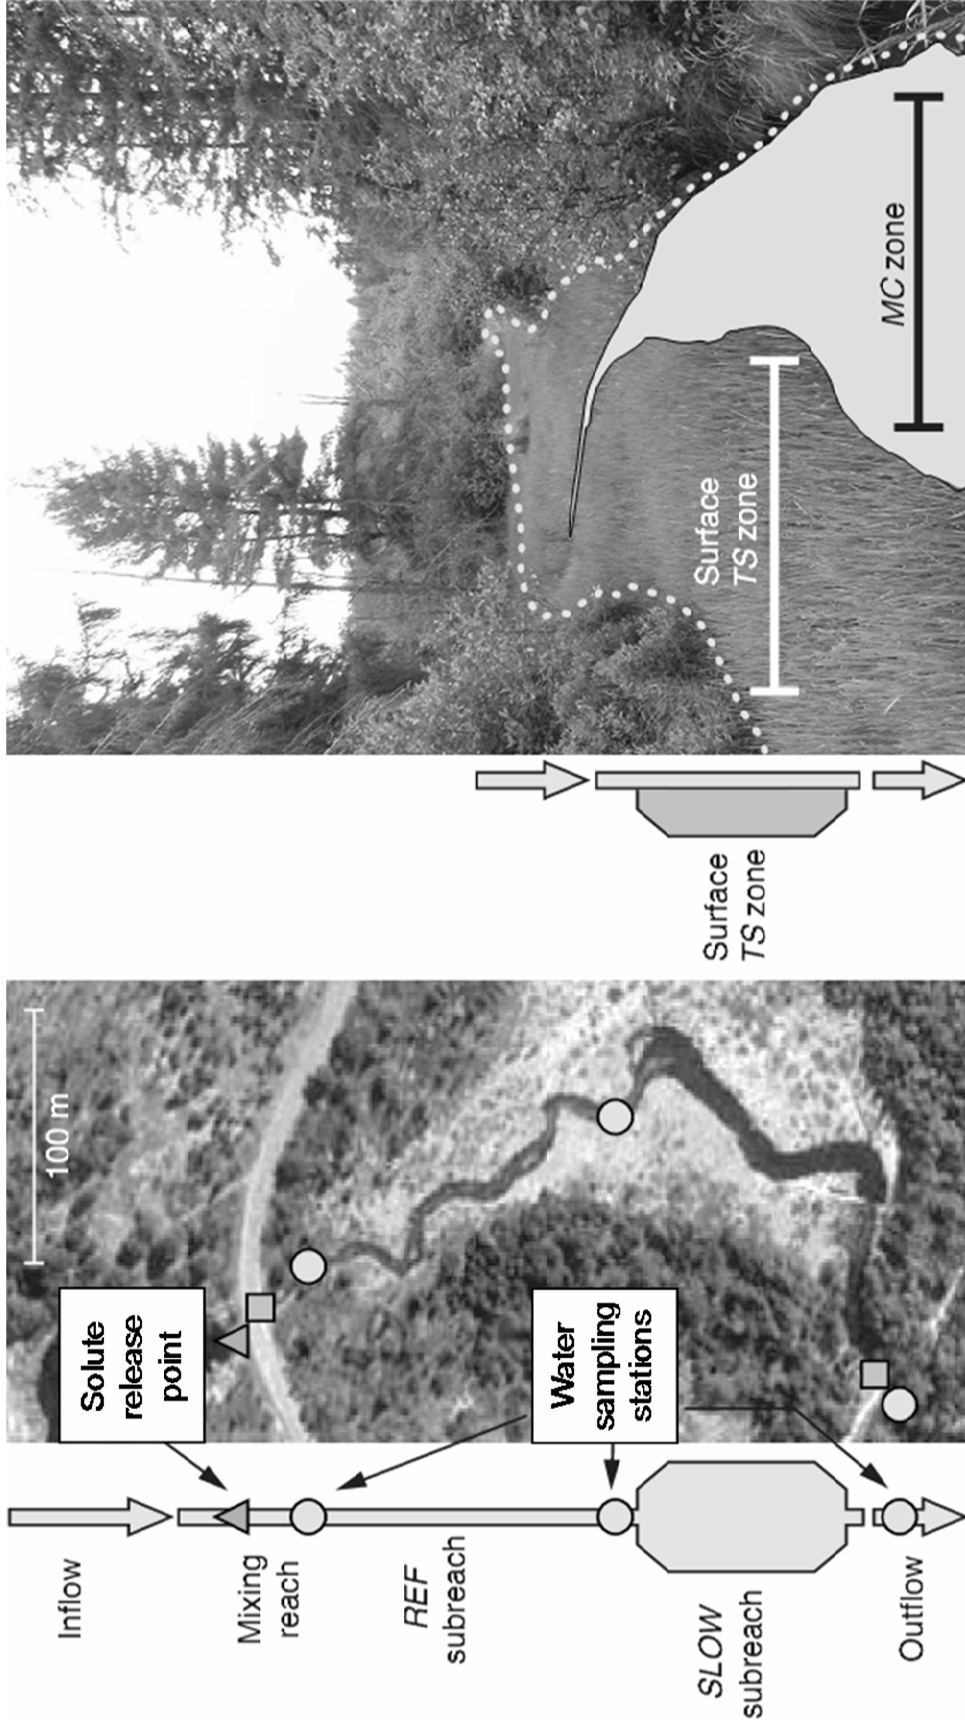 Inflow
Mixing
reach
REF
subreach
SLOW
subreach
Outflow
Solute
release
point
Water
sampling
stations
100 m
Surface
TS zone
Surface
TS zone
MC zone